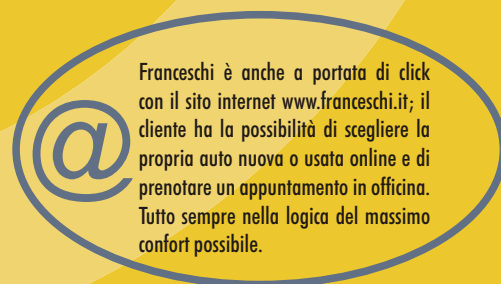 @
Franceschi è anche a portata di click
con il sito internet www.franceschi.it; il
cliente ha la possibilità di scegliere la
propria auto nuova o usata online e di
prenotare un appuntamento in officina.
Tutto sempre nella logica del massimo
confort possibile.